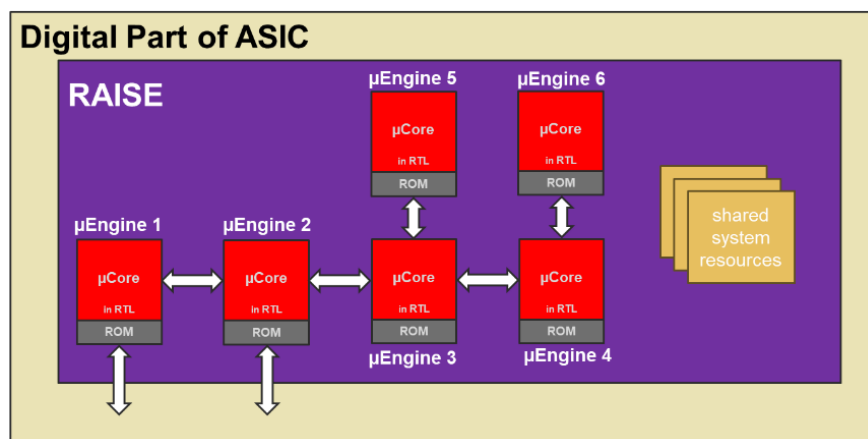 Digital Part of ASIC
RAISE
µEngine 5
µCore
in RTL
ROM
µEngine 6
µCore
in RTL
ROM
µEngine 1
µCore
in RTL
ROM
µEngine 2
µCore
in RTL
ROM
µCore
in RTL
ROM
µEngine 3
µCore
in RTL
ROM
µEngine 4
shared
system
resources